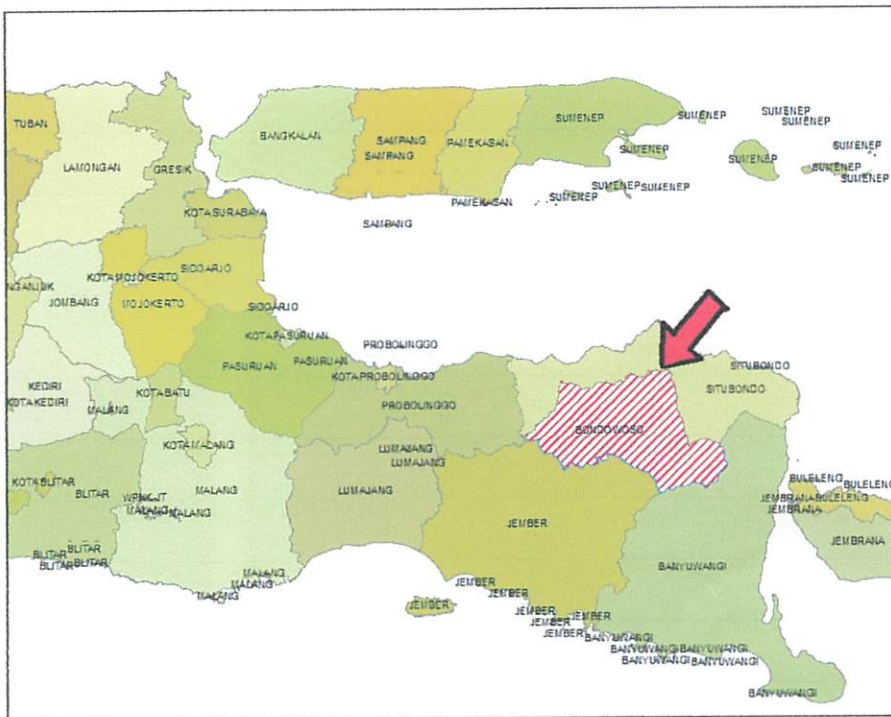 TUBAN
LAMONGAN
GRESIK
BANGKALAN
SAMPANG
SAMPANG
PAMEKASAN
SUMENEP
SUMENEP
SUMENEP
SUMENEP
SUMENEP
SUMENEP
SUMENEP
SUMENEP
SUMENEP
SUMENEP
SUMENEP
SUMENEP
PAMEKASAN
SAMPANG
KOTA SURABAYA
SIDOARJO
SIDOARJO
KOTA MOJOKERTO
MOJOKERTO
JOMBANG
NGANJUK
KOTA PASURUAN
PASURUAN
PASURUAN
PROBOLINGGO
KOTA PROBOLINGGO
PROBOLINGGO
SITUBONDO
SITUBONDO
BONDOWOSO
KEDIRI
KOTA KEDIRI
MALANG
KOTA BATU
KOTA MALANG
MALANG
LUMAJANG
LUMAJANG
LUMAJANG
KOTA BLITAR
BLITAR
MALANG
MALANG
BLITAR
BLITAR
BLITAR
BLITAR
MALANG
MALANG
MALANG
JEMBER
JEMBER
JEMBER
JEMBER
JEMBER
JEMBER
JEMBER
BANYUWANGI
BANYUWANGI
BANYUWANGI
BANYUWANGI
BANYUWANGI
BANYUWANGI
BANYUWANGI
BULELENG
BULELENG
JEMBRANA
BULELENG
JEMBRANA
JEMBRANA